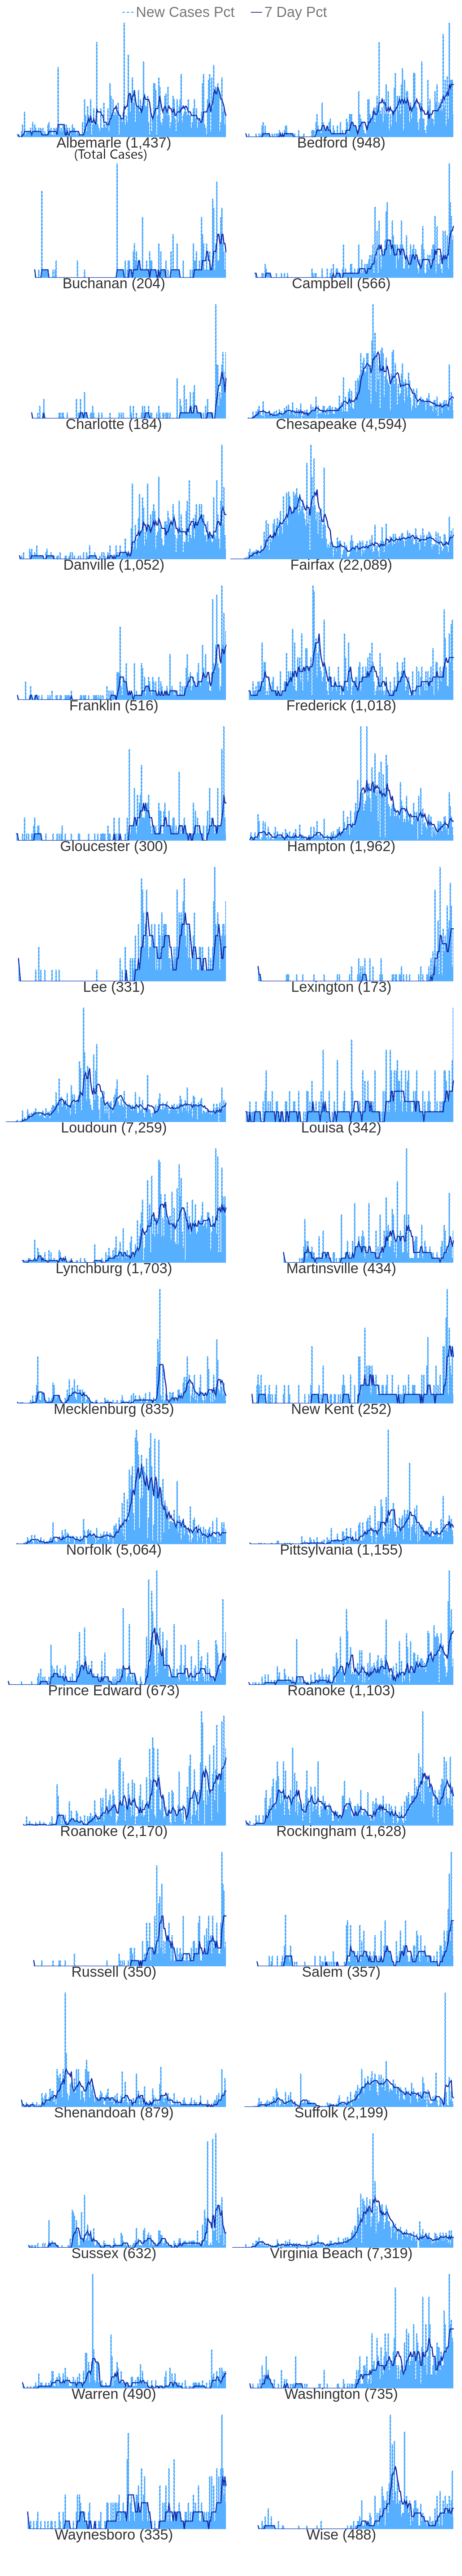 New Cases Pct 7 Day Pct
Albemarle (1,437) Bedford (948)
(Total Cases)
Buchanan (204) Campbell (566)
Charlotte (184) Chesapeake (4,594)
Danville (1,052) Fairfax (22,089)
Franklin (516) Frederick (1,018)
Gloucester (300) Hampton (1,962)
Lee (331) Lexington (173)
Loudoun (7,259) Louisa (342)
Lynchburg (1,703) Martinsville (434)
Mecklenburg (835) New Kent (252)
Norfolk (5,064) Pittsylvania (1,155)
Prince Edward (673) Roanoke (1,103)
Roanoke (2,170) Rockingham (1,628)
Russell (350) Salem (357)
Shenandoah (879) Suffolk (2,199)
Sussex (632) Virginia Beach (7,319)
Warren (490) Washington (735)
Waynesboro (335) Wise (488)